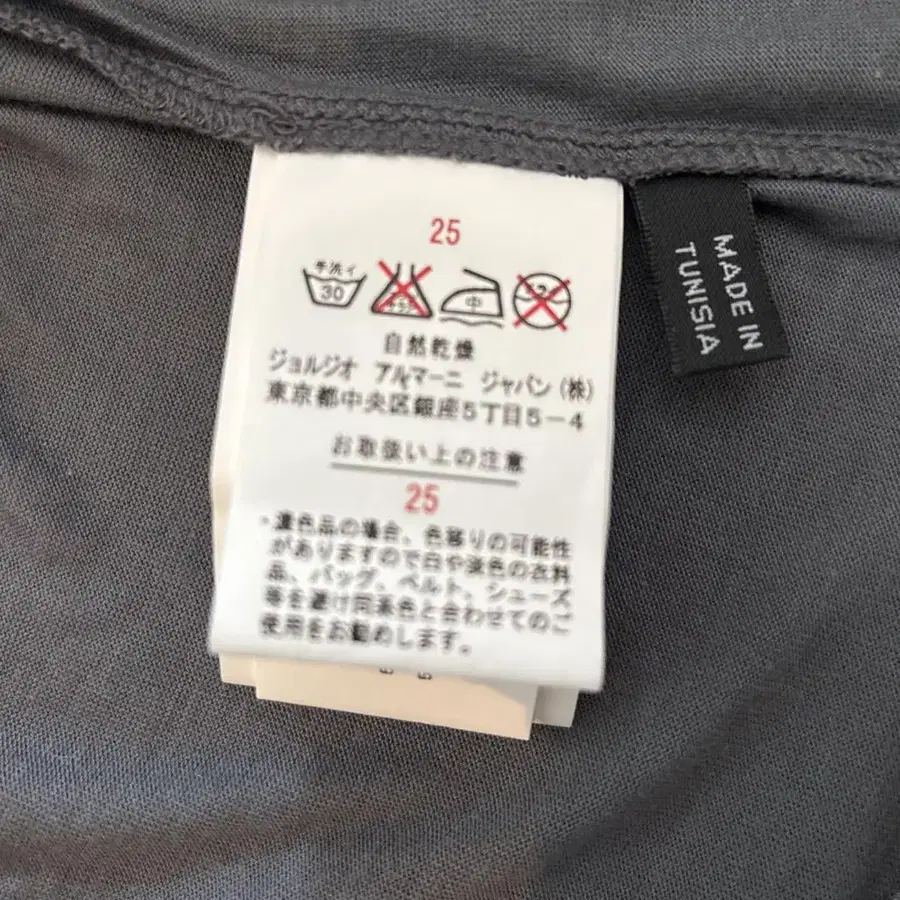 25
手洗イ
30
中
自然乾燥
ジョルジオ アルマーニ ジャパン(株)
東京都中央区銀座5丁目5-4
お取扱い上の注意
25
・濃色品の場合、色移りの可能性
がありますので白や淡色の衣料
品、バッグ、ベルト、シューズ
等を避け同系色と合わせてのご
使用をお勧めします。
MADE IN
TUNISIA